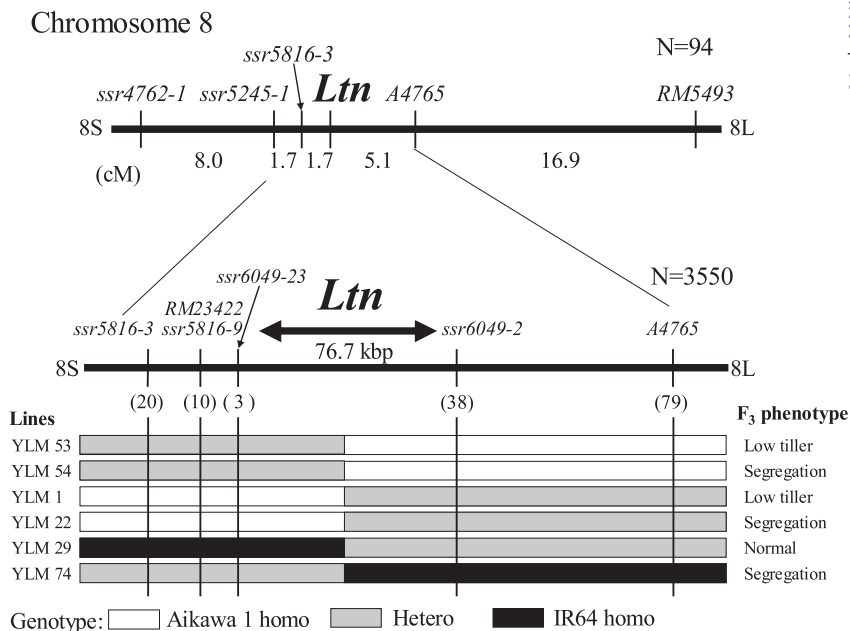 Chromosome 8
ssr5816-3
N=94
ssr4762-1 ssr5245-1 Ltn A4765 RM5493
8S 8L
(cM) 8.0 1.7 1.7 5.1 16.9
ssr6049-23
Ltn
N=3550
RM23422
ssr5816-3 ssr5816-9 ssr6049-2 A4765
76.7 kbp
8S 8L
(20) (10) ( 3 ) (38) (79)
Lines F3 phenotype
YLM 53 Low tiller
YLM 54 Segregation
YLM 1 Low tiller
YLM 22 Segregation
YLM 29 Normal
YLM 74 Segregation
Genotype: Aikawa 1 homo Hetero IR64 homo